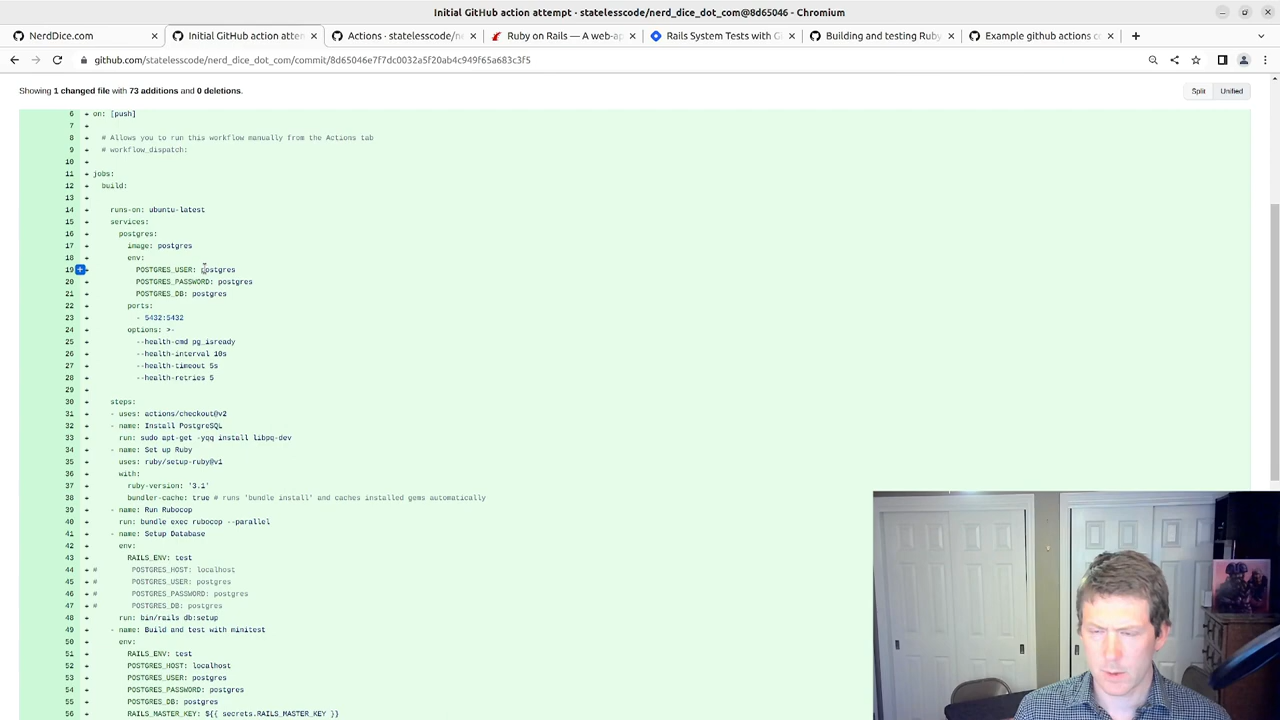 Initial GitHub action attempt - statelesscode/nerd_dice_dot_com@8d65046 - Chromium
NerdDice.com
Initial GitHub action atten
Actions · statelesscode/ne
Ruby on Rails — A web-ap
Rails System Tests with Gi
Building and testing Ruby
Example github actions co
github.com/statelesscode/nerd_dice_dot_com/commit/8d65046e7f7dc0032a5f20ab4c949f65a683c3f5
Showing 1 changed file with 73 additions and 0 deletions.
Split Unified
6 + on: [push]
7 +
8 + # Allows you to run this workflow manually from the Actions tab
9 + # workflow_dispatch:
10 +
11 + jobs:
12 + build:
13 +
14 + runs-on: ubuntu-latest
15 + services:
16 + postgres:
17 + image: postgres
18 + env:
19 + POSTGRES_USER: postgres
20 + POSTGRES_PASSWORD: postgres
21 + POSTGRES_DB: postgres
22 + ports:
23 + - 5432:5432
24 + options: >-
25 + --health-cmd pg_isready
26 + --health-interval 10s
27 + --health-timeout 5s
28 + --health-retries 5
29 +
30 + steps:
31 + - uses: actions/checkout@v2
32 + - name: Install PostgreSQL
33 + run: sudo apt-get -yqq install libpq-dev
34 + - name: Set up Ruby
35 + uses: ruby/setup-ruby@v1
36 + with:
37 + ruby-version: '3.1'
38 + bundler-cache: true # runs 'bundle install' and caches installed gems automatically
39 + - name: Run Rubocop
40 + run: bundle exec rubocop --parallel
41 + - name: Setup Database
42 + env:
43 + RAILS_ENV: test
44 + # POSTGRES_HOST: localhost
45 + # POSTGRES_USER: postgres
46 + # POSTGRES_PASSWORD: postgres
47 + # POSTGRES_DB: postgres
48 + run: bin/rails db:setup
49 + - name: Build and test with minitest
50 + env:
51 + RAILS_ENV: test
52 + POSTGRES_HOST: localhost
53 + POSTGRES_USER: postgres
54 + POSTGRES_PASSWORD: postgres
55 + POSTGRES_DB: postgres
56 + RAILS_MASTER_KEY: ${{ secrets.RAILS_MASTER_KEY }}